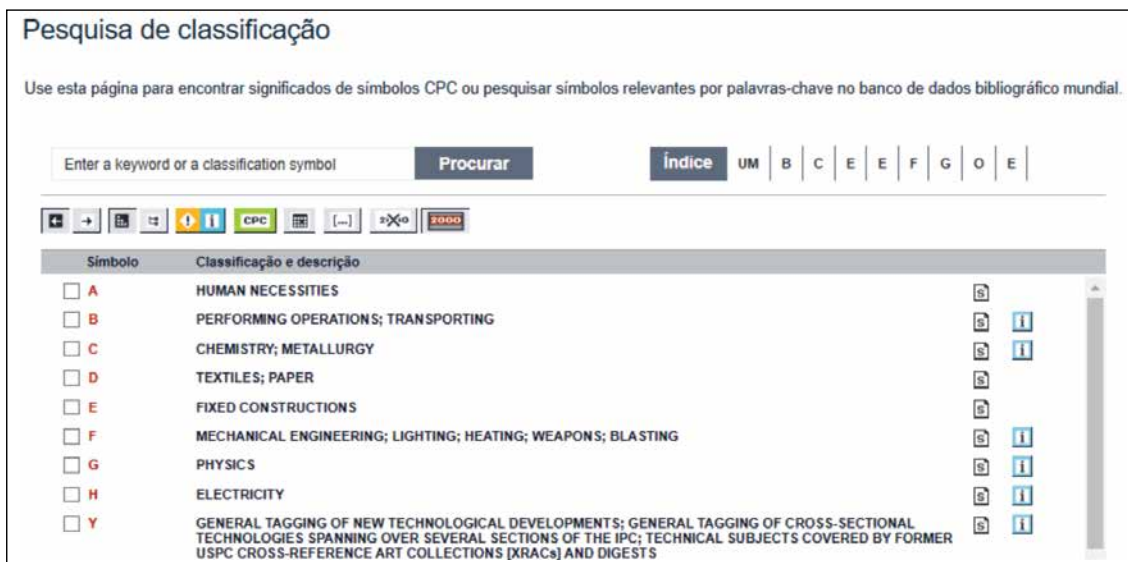 Pesquisa de classificação
Use esta página para encontrar significados de símbolos CPC ou pesquisar símbolos relevantes por palavras-chave no banco de dados bibliográfico mundial.
Enter a keyword or a classification symbol Procurar Índice UM B C E E F G O E
CPC [...] 2000
Símbolo Classificação e descrição
A HUMAN NECESSITIES S
B PERFORMING OPERATIONS; TRANSPORTING S i
C CHEMISTRY; METALLURGY S i
D TEXTILES; PAPER S
E FIXED CONSTRUCTIONS S
F MECHANICAL ENGINEERING; LIGHTING; HEATING; WEAPONS; BLASTING S i
G PHYSICS S i
H ELECTRICITY S i
Y GENERAL TAGGING OF NEW TECHNOLOGICAL DEVELOPMENTS; GENERAL TAGGING OF CROSS-SECTIONAL S i
TECHNOLOGIES SPANNING OVER SEVERAL SECTIONS OF THE IPC; TECHNICAL SUBJECTS COVERED BY FORMER
USPC CROSS-REFERENCE ART COLLECTIONS [XRACs] AND DIGESTS